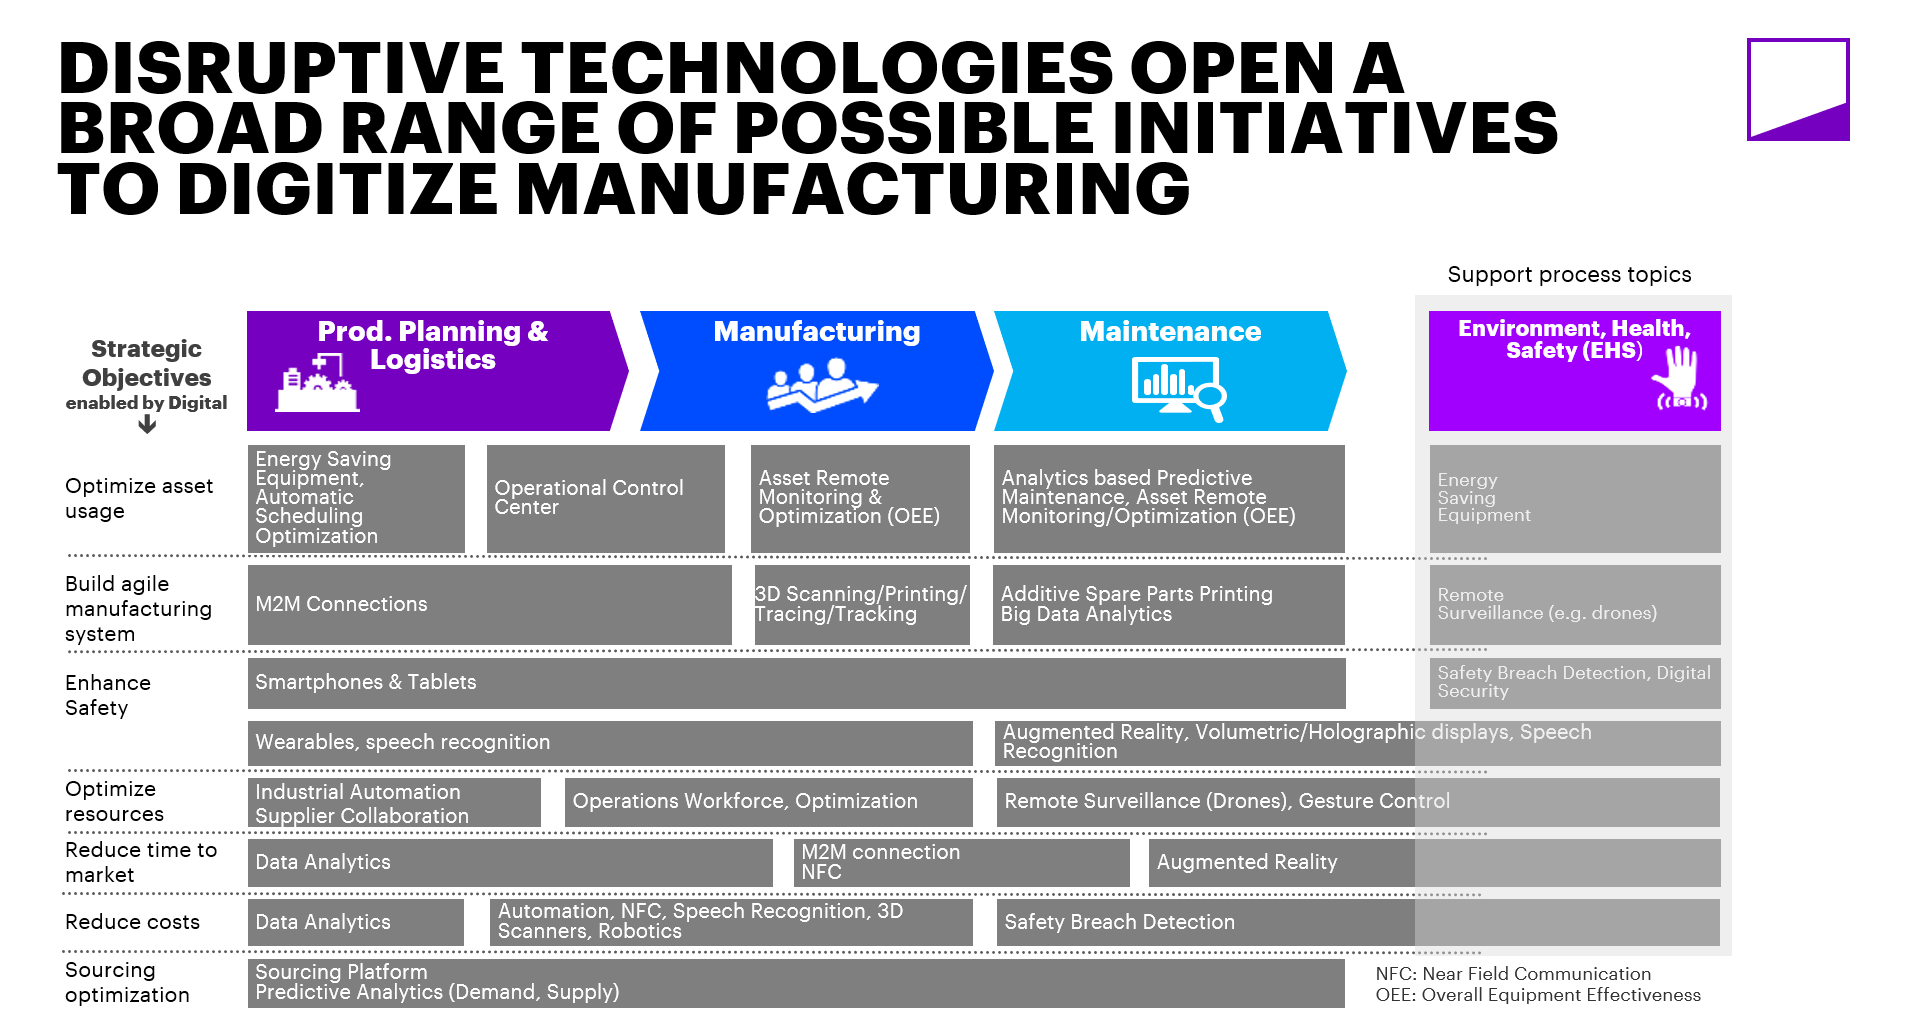 DISRUPTIVE TECHNOLOGIES OPEN A
BROAD RANGE OF POSSIBLE INITIATIVES
TO DIGITIZE MANUFACTURING
Support process topics
Strategic
Objectives
enabled by Digital
Prod. Planning &
Logistics
Manufacturing
Maintenance
Environment, Health,
Safety (EHS)
Optimize asset
usage
Energy Saving
Equipment,
Automatic
Scheduling
Optimization
Operational Control
Center
Asset Remote
Monitoring &
Optimization (OEE)
Analytics based Predictive
Maintenance, Asset Remote
Monitoring/Optimization (OEE)
Energy
Saving
Equipment
Build agile
manufacturing
system
M2M Connections
3D Scanning/Printing/
Tracing/Tracking
Additive Spare Parts Printing
Big Data Analytics
Remote
Surveillance (e.g. drones)
Enhance
Safety
Smartphones & Tablets
Safety Breach Detection, Digital
Security
Wearables, speech recognition
Augmented Reality, Volumetric/Holographic displays, Speech
Recognition
Optimize
resources
Industrial Automation
Supplier Collaboration
Operations Workforce, Optimization
Remote Surveillance (Drones), Gesture Control
Reduce time to
market
Data Analytics
M2M connection
NFC
Augmented Reality
Reduce costs
Data Analytics
Automation, NFC, Speech Recognition, 3D
Scanners, Robotics
Safety Breach Detection
Sourcing
optimization
Sourcing Platform
Predictive Analytics (Demand, Supply)
NFC: Near Field Communication
OEE: Overall Equipment Effectiveness